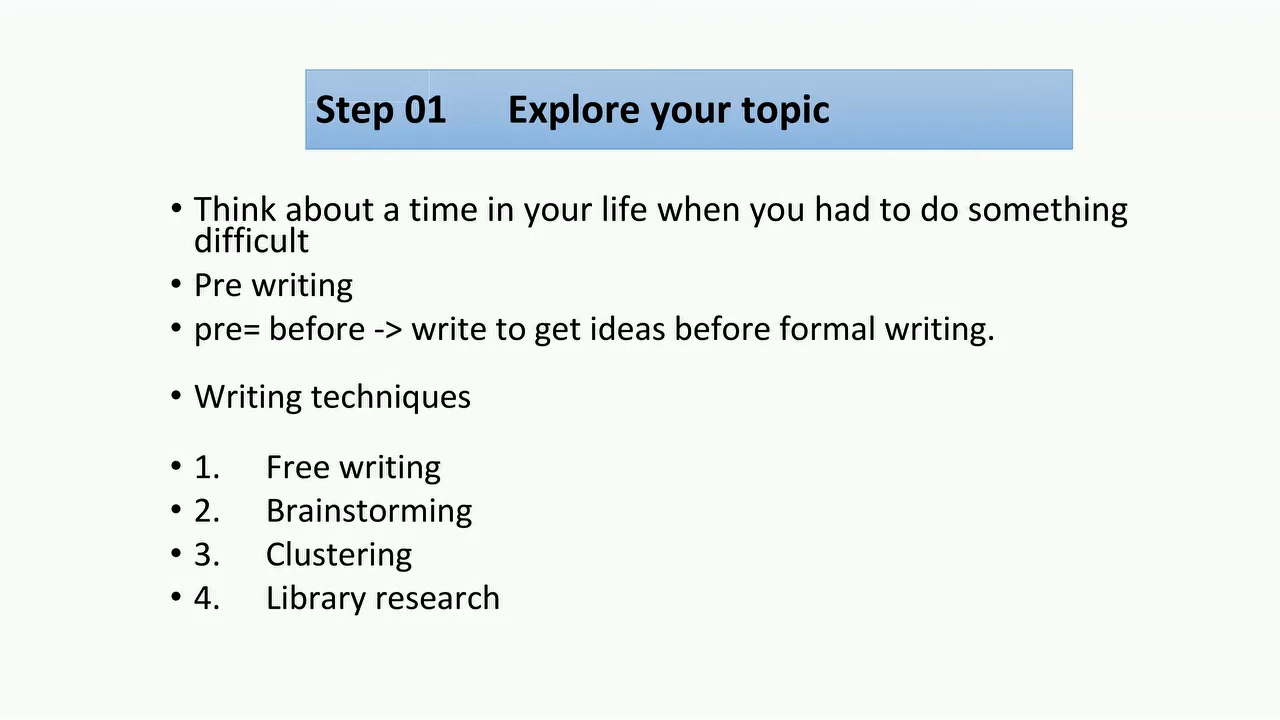 Step 01 Explore your topic
• Think about a time in your life when you had to do something
difficult
• Pre writing
• pre= before -> write to get ideas before formal writing.
• Writing techniques
• 1. Free writing
• 2. Brainstorming
• 3. Clustering
• 4. Library research